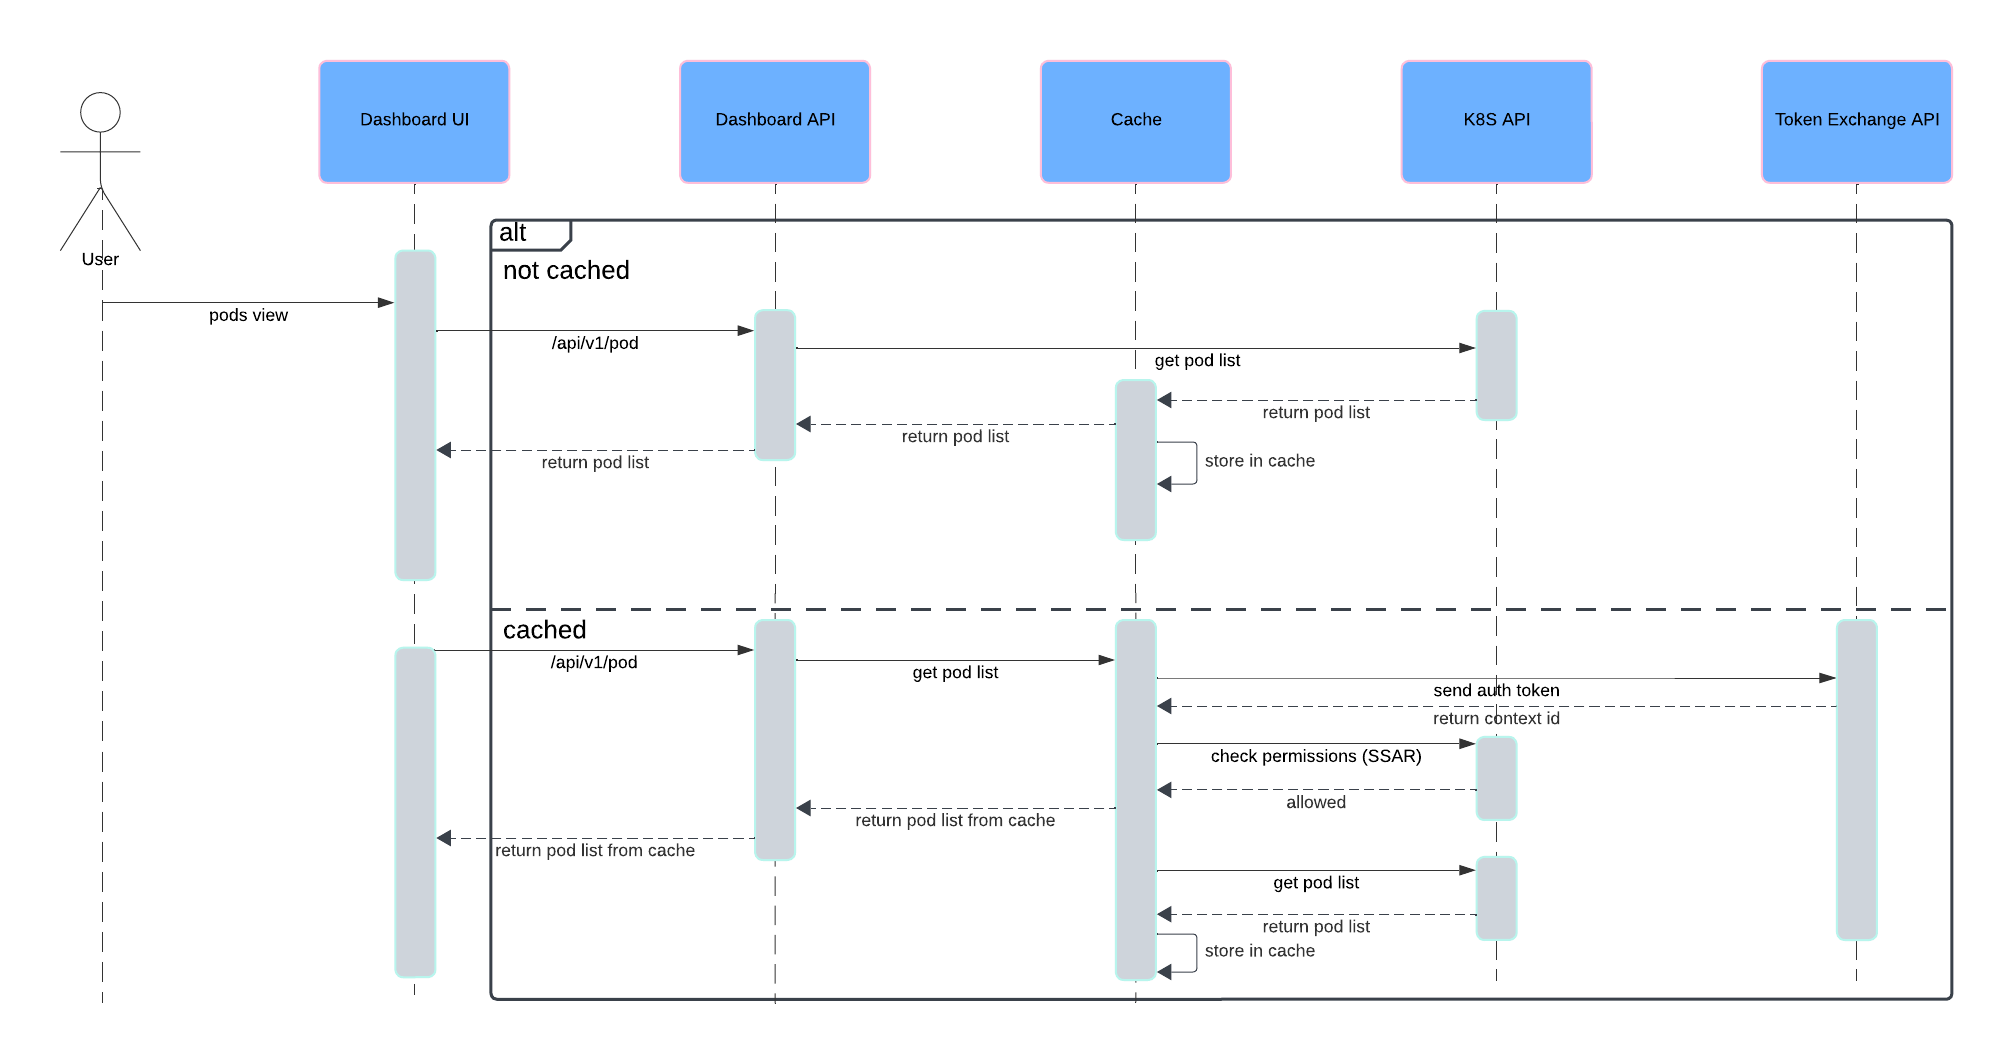 Dashboard UI
Dashboard API
Cache
K8S API
Token Exchange API
User
alt
not cached
pods view
/api/v1/pod
get pod list
return pod list
return pod list
return pod list
store in cache
cached
/api/v1/pod
get pod list
send auth token
return context id
check permissions (SSAR)
allowed
return pod list from cache
return pod list from cache
get pod list
return pod list
store in cache